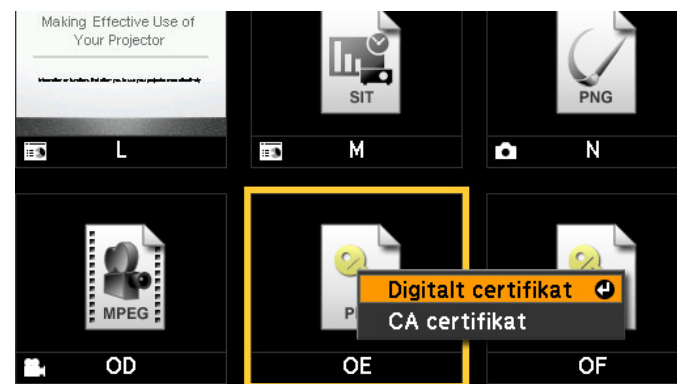 Making Effective Use of
Your Projector
SIT
PNG
L
M
N
MPEG
Digitalt certifikat
CA certifikat
OD
OE
OF